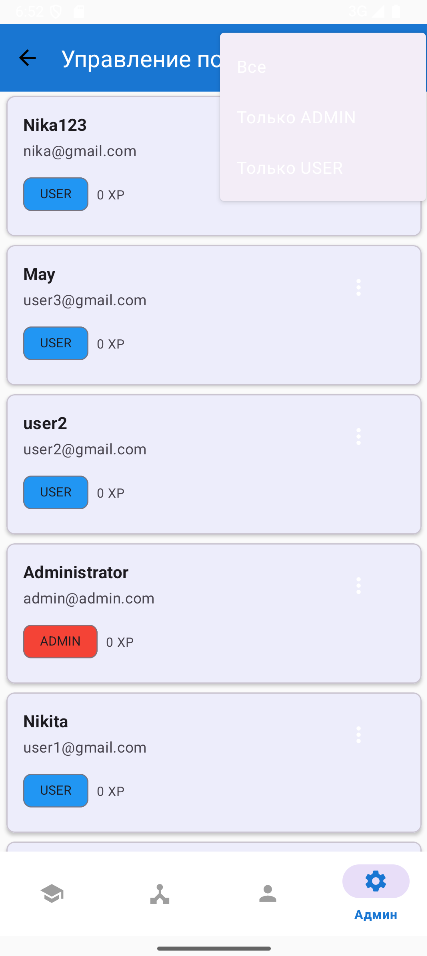 Управление по
Все
Только ADMIN
Только USER
Nika123
nika@gmail.com
USER 0 XP
May
user3@gmail.com
USER 0 XP
user2
user2@gmail.com
USER 0 XP
Administrator
admin@admin.com
ADMIN 0 XP
Nikita
user1@gmail.com
USER 0 XP
Админ